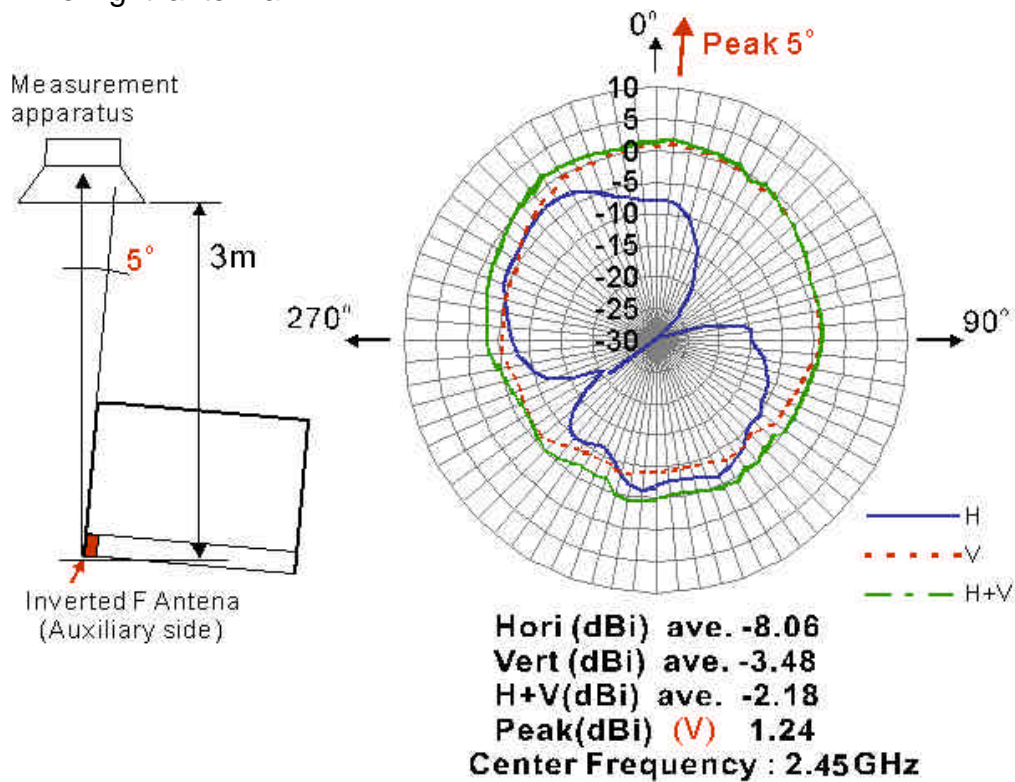 Measurement
apparatus
5°
3m
Inverted F Antena
(Auxiliary side)
0°
Peak 5°
10
5
0
-5
-10
-15
-20
-25
-30
270°
90°
H
V
H+V
Hori (dBi) ave. -8.06
Vert (dBi) ave. -3.48
H+V(dBi) ave. -2.18
Peak(dBi) (V) 1.24
Center Frequency : 2.45GHz